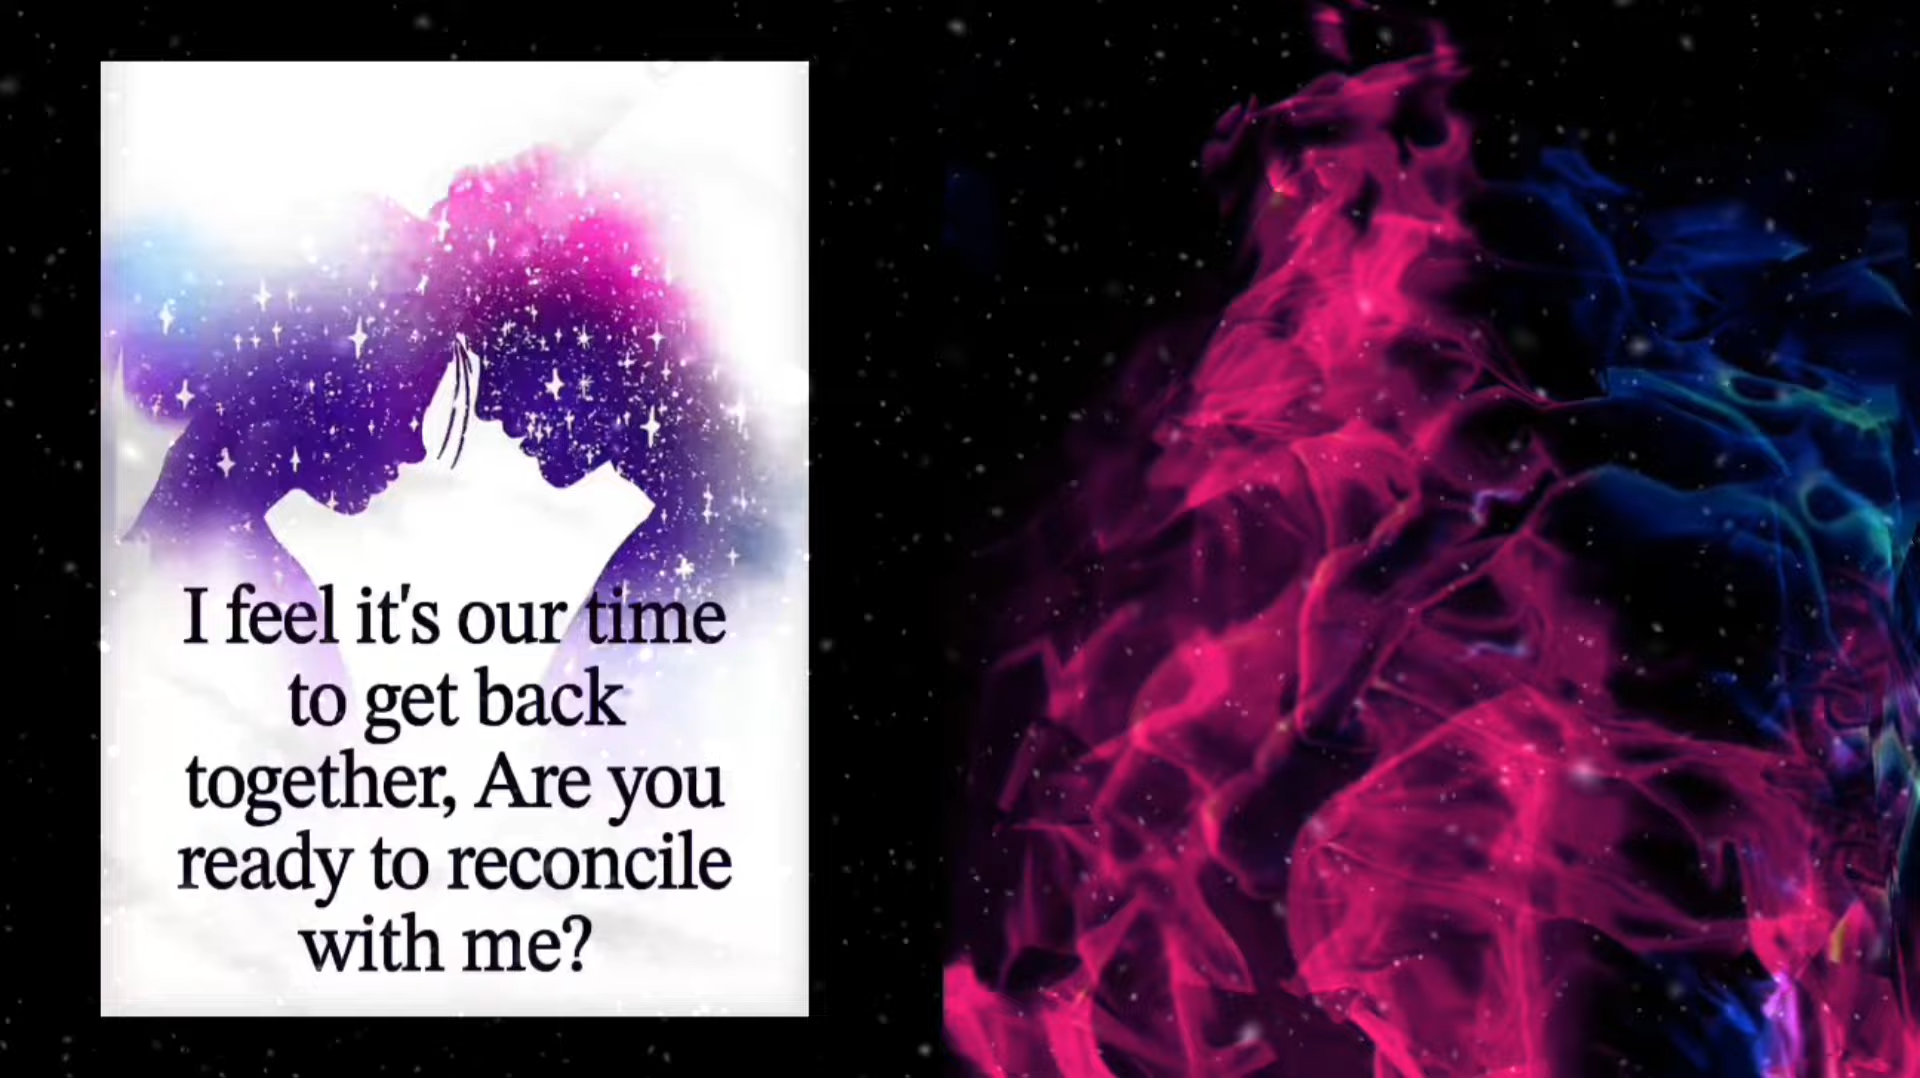 I feel it's our time
to get back
together, Are you
ready to reconcile
with me?